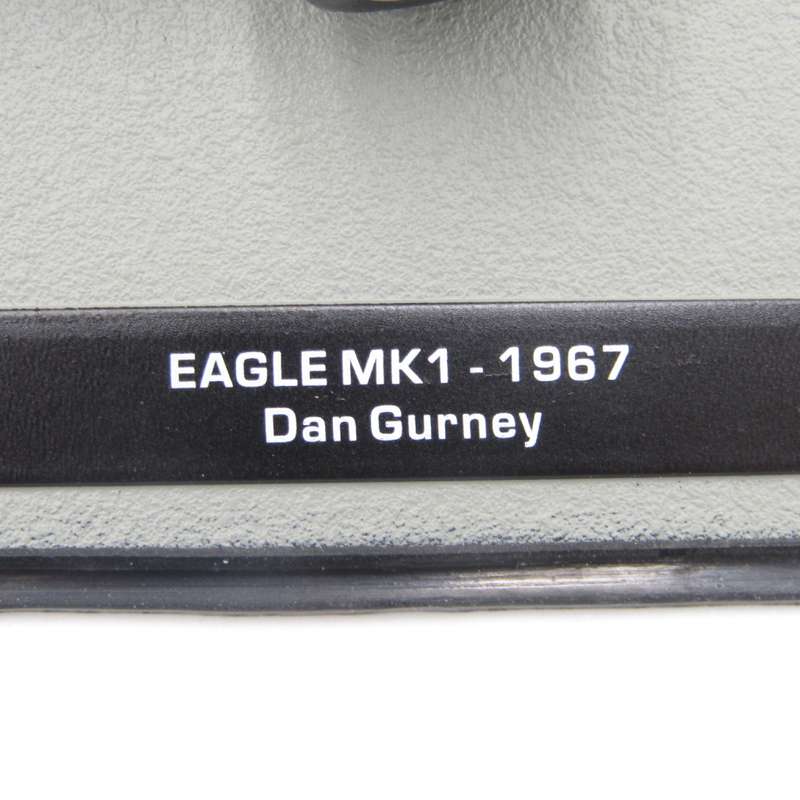 EAGLE MK1 - 1967
Dan Gurney